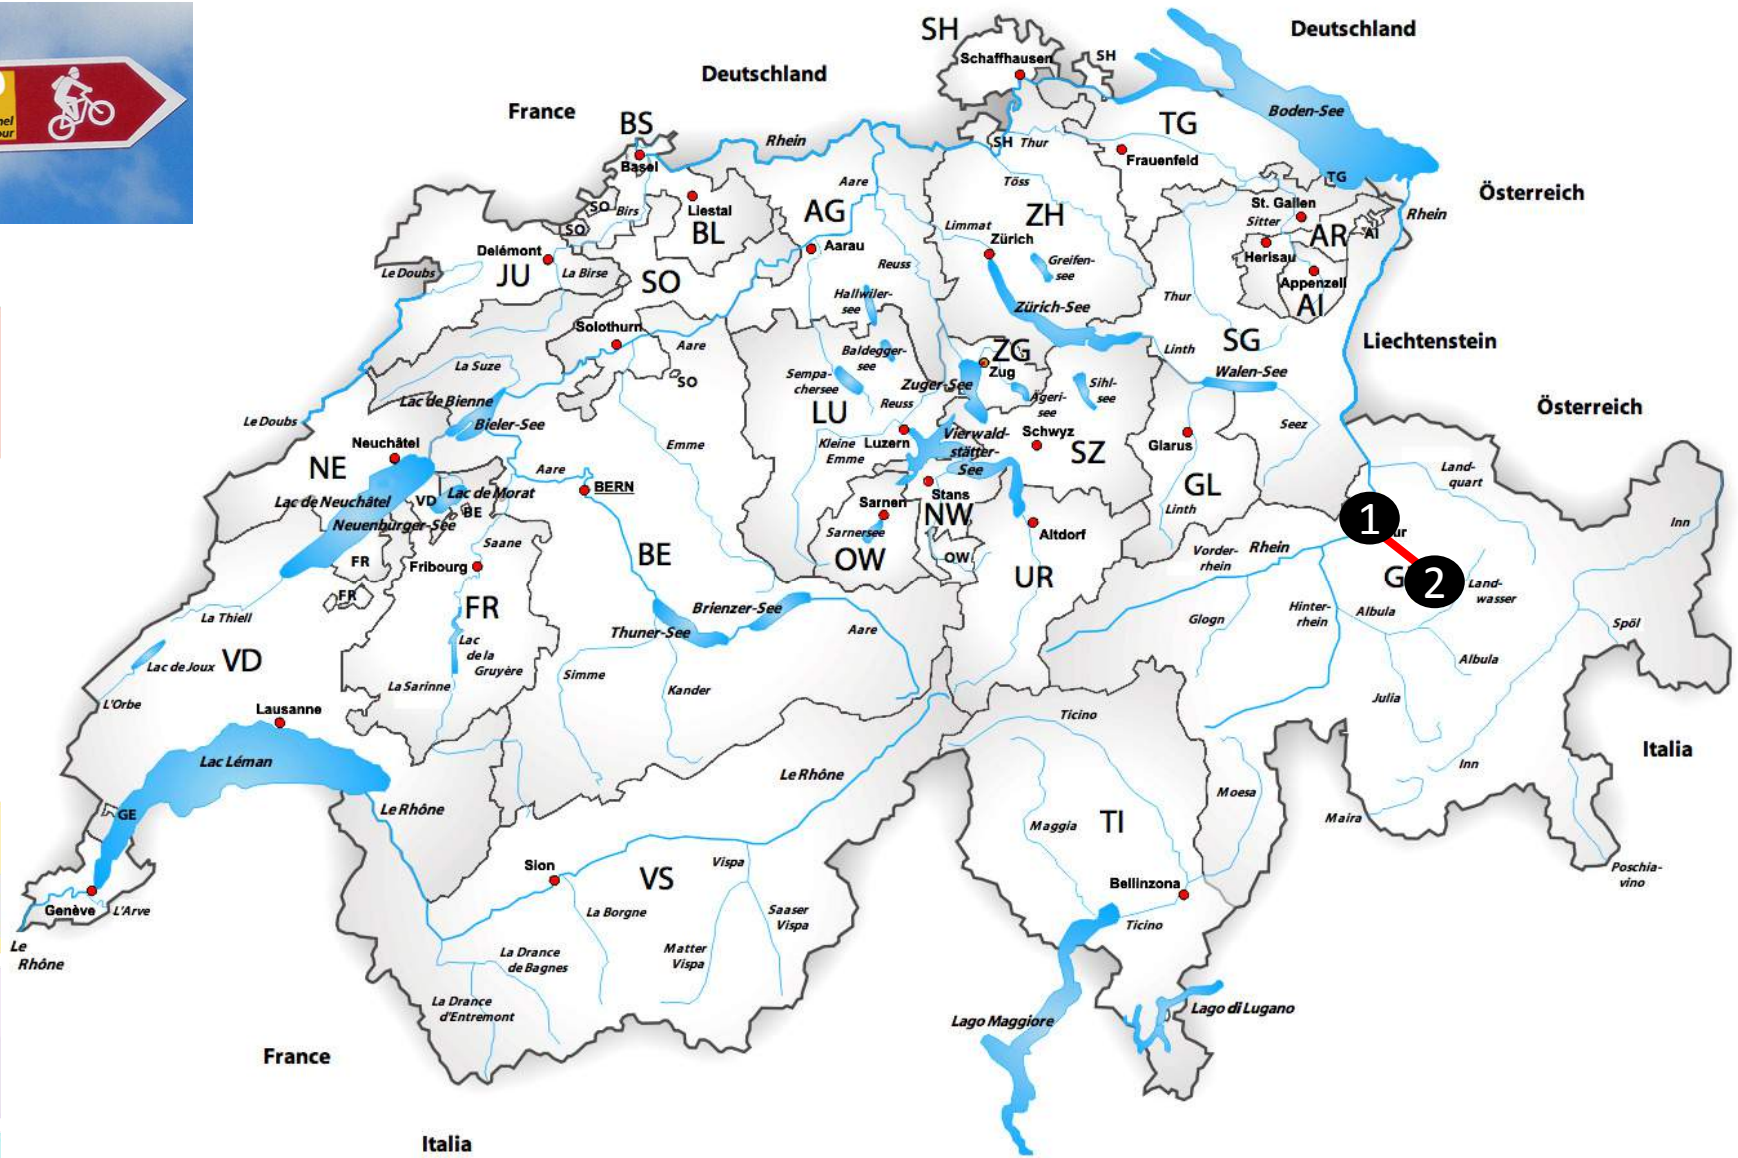 nel
our
SH
Deutschland
SH
Schaffhausen
Deutschland
France
BS
Rhein
SH
Thur
TG
Boden-See
Basel
Frauenfeld
TG
Österreich
SO
Birs
Liestal
BL
AG
Aare
Töss
ZH
St. Gallen
Sitter
AR
AI
Rhein
SO
Delémont
JU
La Birse
Le Doubs
SO
Aarau
Limmat
Zürich
Reuss
Greifen-
see
Herisau
Appenzell
AI
Hallwiler-
see
Zürich-See
Thur
Solothurn
Aare
SO
La Suze
Baldegger-
see
Sempa-
chersee
Zuger-See
ZG
Zug
Ägeri-
see
Sihl-
see
Linth
SG
Walen-See
Liechtenstein
Österreich
Lac de Bienne
Bieler-See
Le Doubs
LU
Reuss
Kleine
Emme
Luzern
Vierwald-
stätter-
See
Schwyz
SZ
Glarus
Seez
Neuchâtel
NE
Emme
Aare
BERN
Lac de Neuchâtel
Neuenburger-See
VD
Lac de Morat
BE
Sarnen
Sarnersee
OW
Stans
NW
OW
Altdorf
UR
GL
Linth
Land-
quart
Inn
1
ur
G
2
Land-
wasser
Saane
FR
Fribourg
FR
FR
BE
Vorder-
rhein
Rhein
Glogn
Hinter-
rhein
Albula
Spöl
La Thiell
Lac de Joux
VD
Lac
de la
Gruyère
Thuner-See
Brienzer-See
Aare
Albula
La Sarinne
Simme
Kander
Julia
L'Orbe
Lausanne
Ticino
Italia
Lac Léman
Le Rhône
Le Rhône
Inn
Moesa
GE
Maggia
TI
Maira
Sion
VS
Vispa
Bellinzona
Poschia-
vino
Genève
L'Arve
La Borgne
Saaser
Vispa
Ticino
Le
Rhône
La Drance
de Bagnes
Matter
Vispa
La Drance
d'Entremont
Lago Maggiore
Lago di Lugano
France
Italia